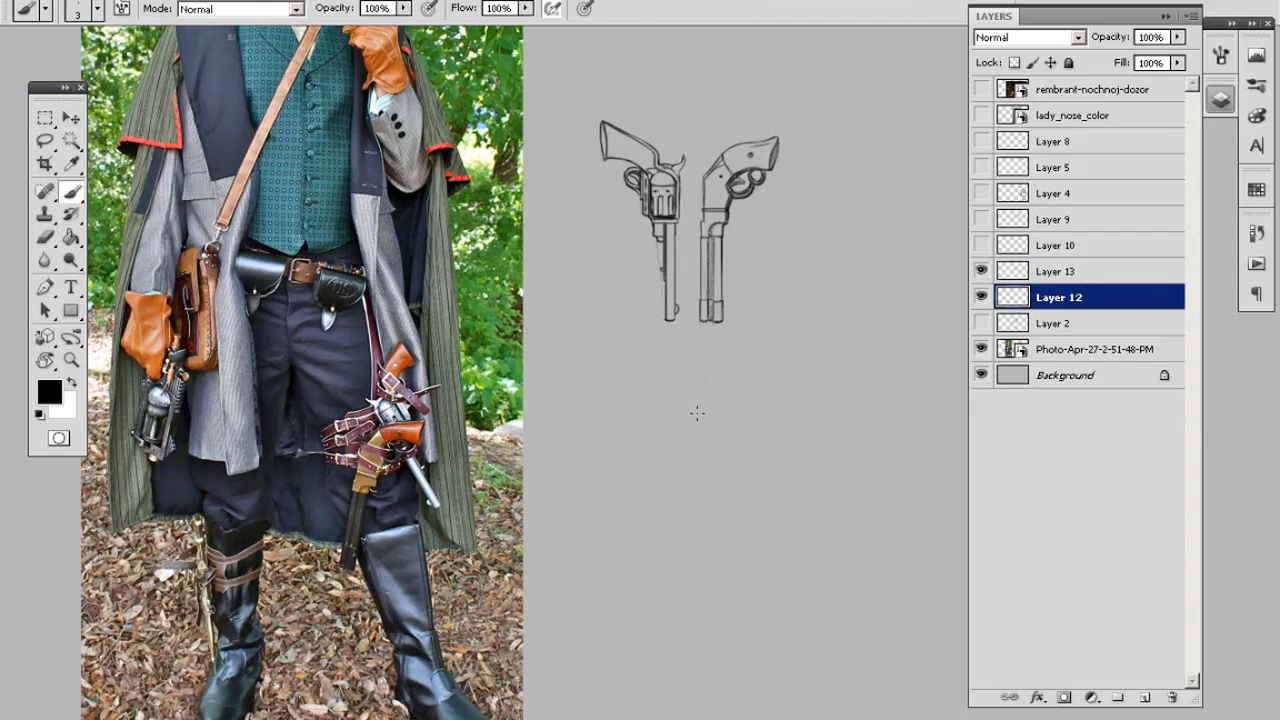 3
Mode: Normal
Opacity: 100%
Flow: 100%
LAYERS
Normal
Opacity: 100%
Lock:
Fill: 100%
rembrant-nochnoj-dozor
lady_nose_color
Layer 8
Layer 5
Layer 4
Layer 9
Layer 10
Layer 13
Layer 12
Layer 2
Photo-Apr-27-2-51-48-PM
Background